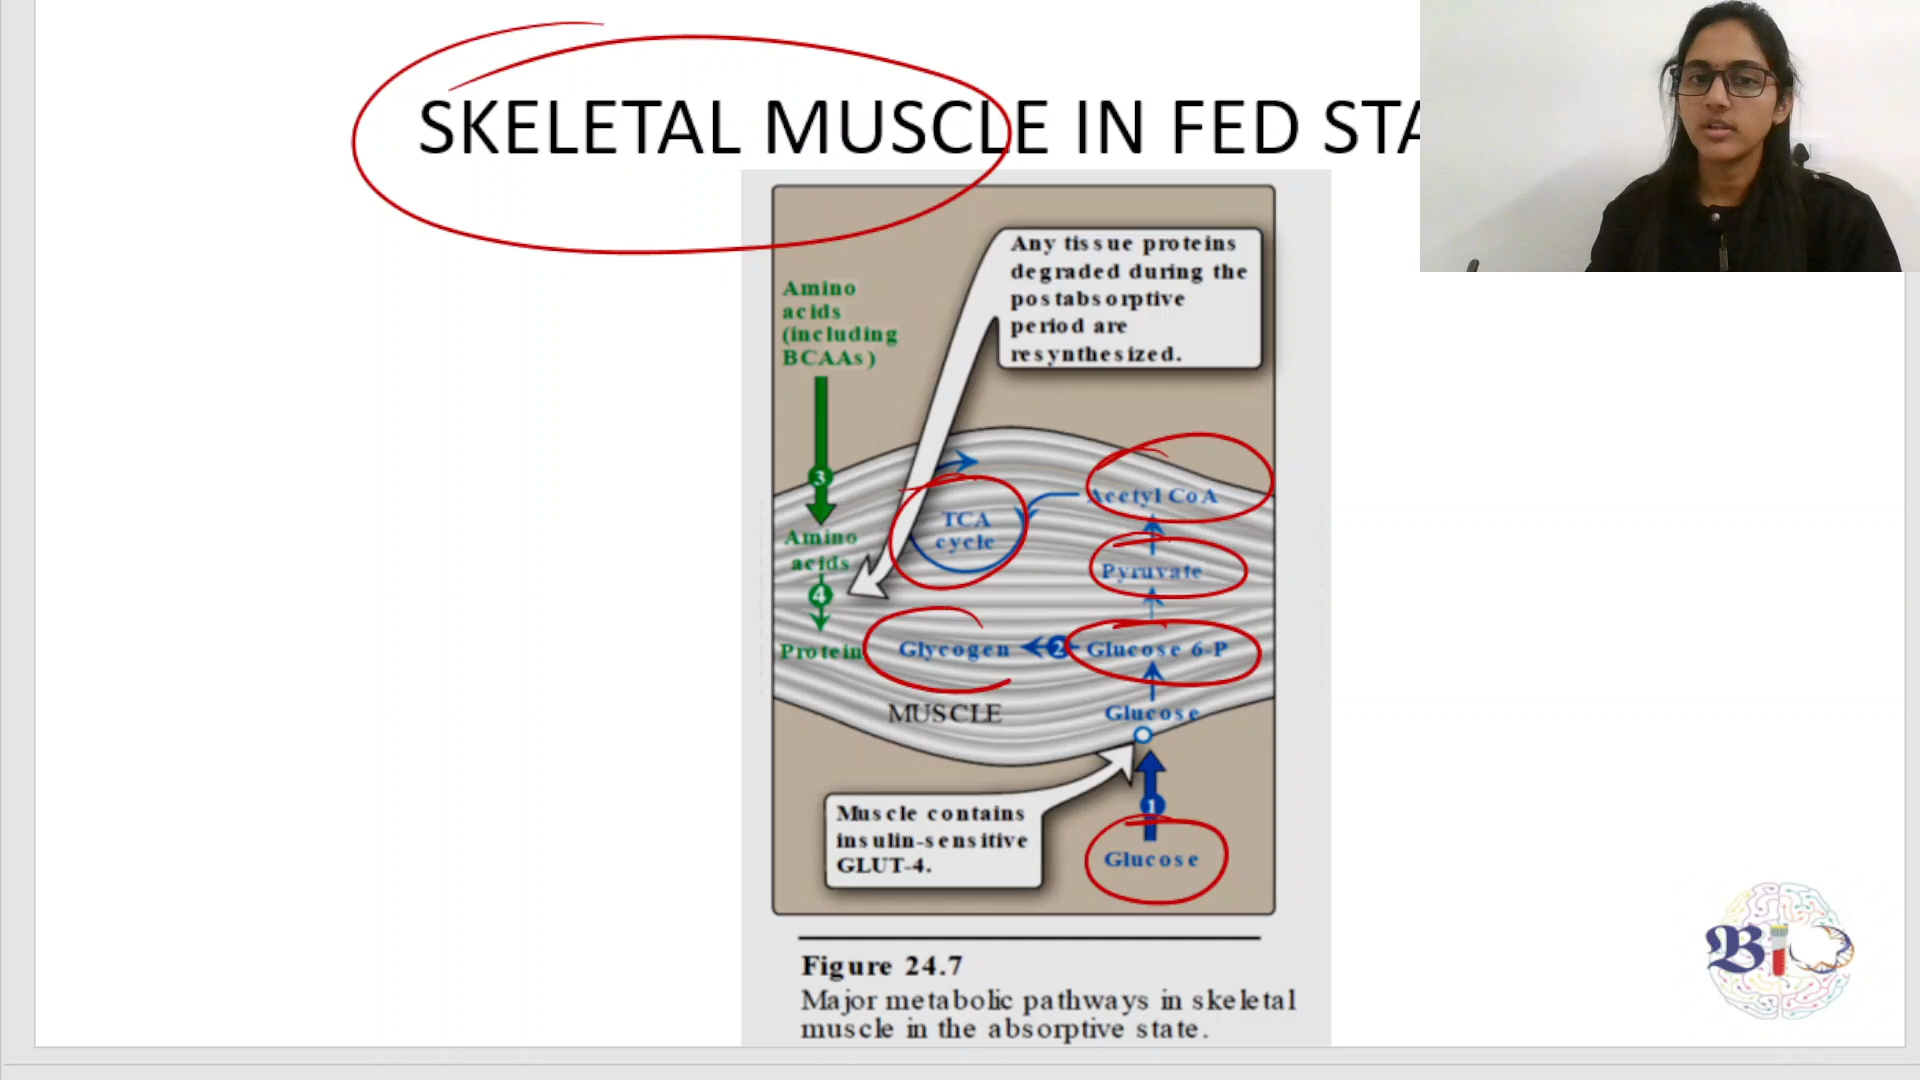 SKELETAL MUSCLE IN FED STA
Any tissue proteins
degraded during the
postabsorptive
period are
resynthesized.
Amino
acids
(including
BCAAs)
3
Amino
acids
4
Protein
TCA
cycle
Acetyl CoA
Pyruvate
Glycogen
2
Glucose 6-P
MUSCLE
Glucose
Muscle contains
insulin-sensitive
GLUT-4.
1
Glucose
Figure 24.7
Major metabolic pathways in skeletal
muscle in the absorptive state.
BIO